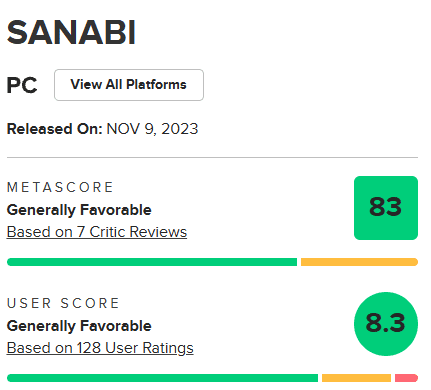 SANABI
PC View All Platforms
Released On: NOV 9, 2023
METASCORE
Generally Favorable 83
Based on 7 Critic Reviews
USER SCORE
Generally Favorable 8.3
Based on 128 User Ratings